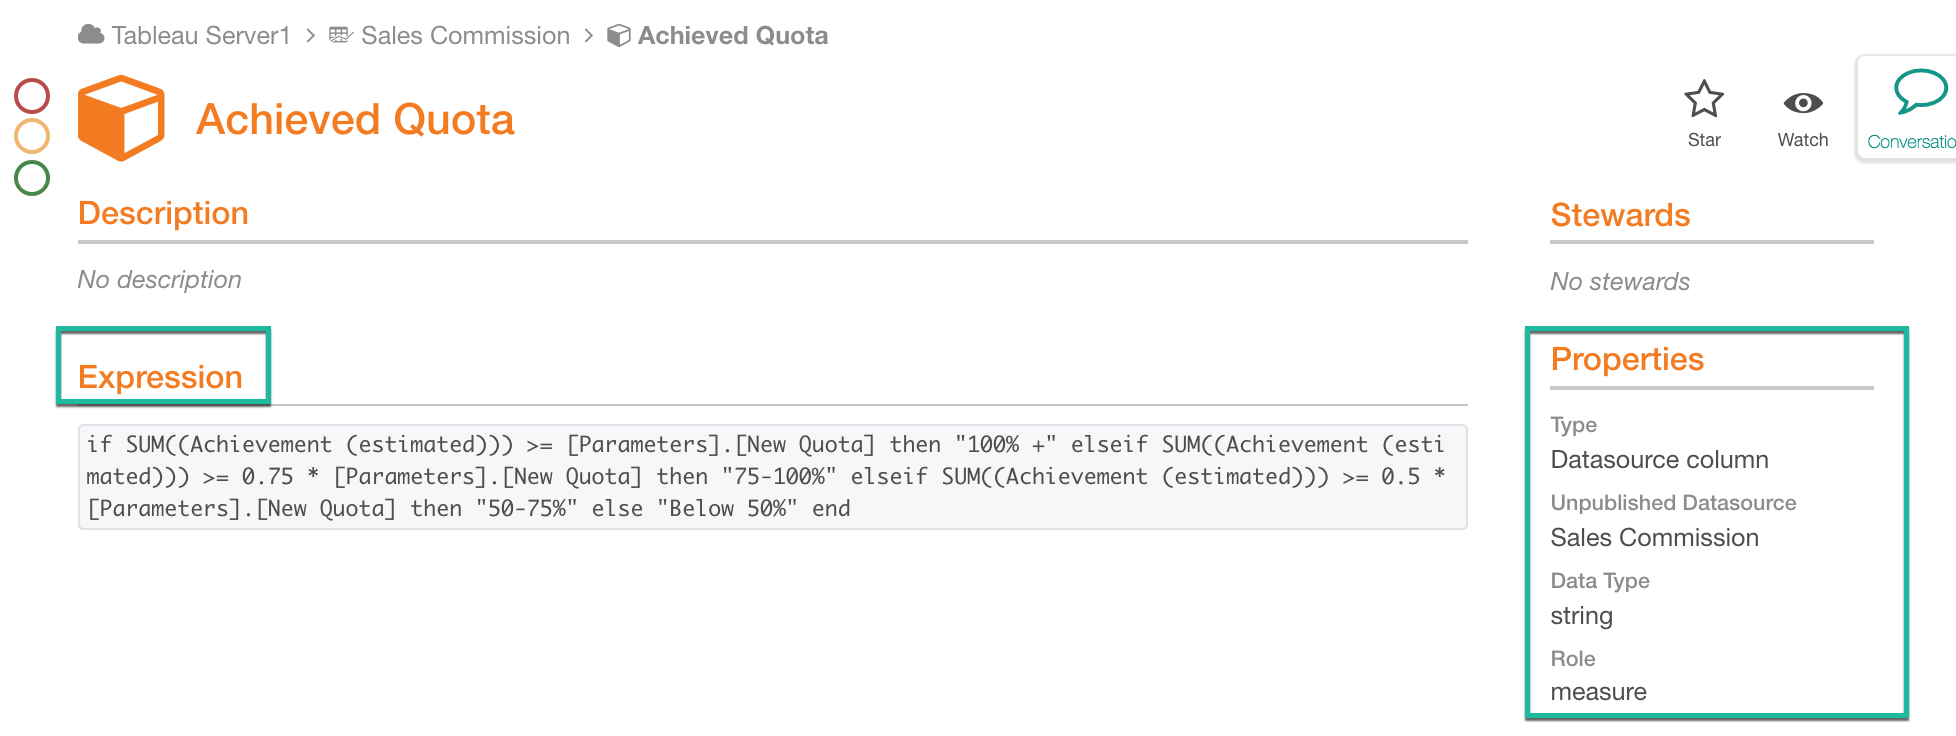 Tableau Server1 > Sales Commission > Achieved Quota
Achieved Quota
Star
Watch
Conversatio
Description
No description
Expression
if SUM((Achievement (estimated))) >= [Parameters].[New Quota] then "100% +" elseif SUM((Achievement (esti
mated))) >= 0.75 * [Parameters].[New Quota] then "75-100%" elseif SUM((Achievement (estimated))) >= 0.5 *
[Parameters].[New Quota] then "50-75%" else "Below 50%" end
Stewards
No stewards
Properties
Type
Datasource column
Unpublished Datasource
Sales Commission
Data Type
string
Role
measure